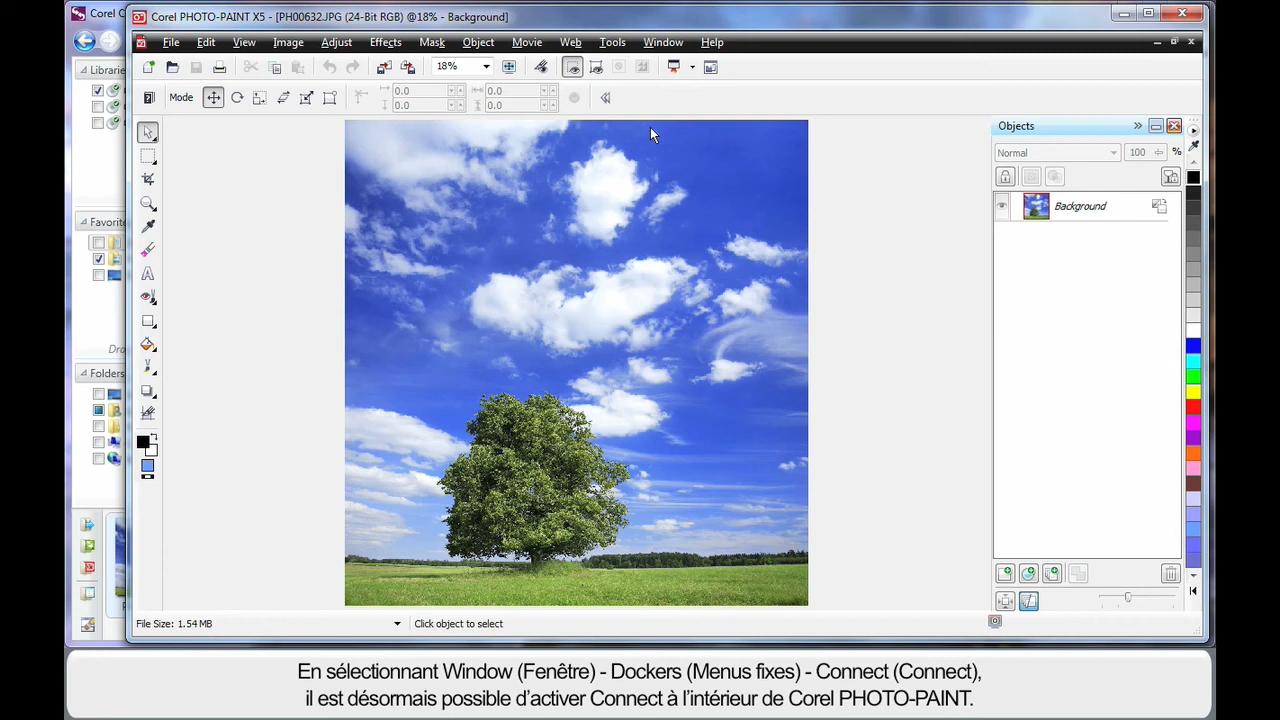 Corel C
Corel PHOTO-PAINT X5 - [PH00632.JPG (24-Bit RGB) @18% - Background]
File Edit View Image Adjust Effects Mask Object Movie Web Tools Window Help
18%
Mode
0.0 0.0
0.0 0.0
Librarie
Favorite
Dro
Folders
Objects
Normal 100 %
Background
File Size: 1.54 MB Click object to select
En sélectionnant Window (Fenêtre) - Dockers (Menus fixes) - Connect (Connect),
il est désormais possible d'activer Connect à l'intérieur de Corel PHOTO-PAINT.